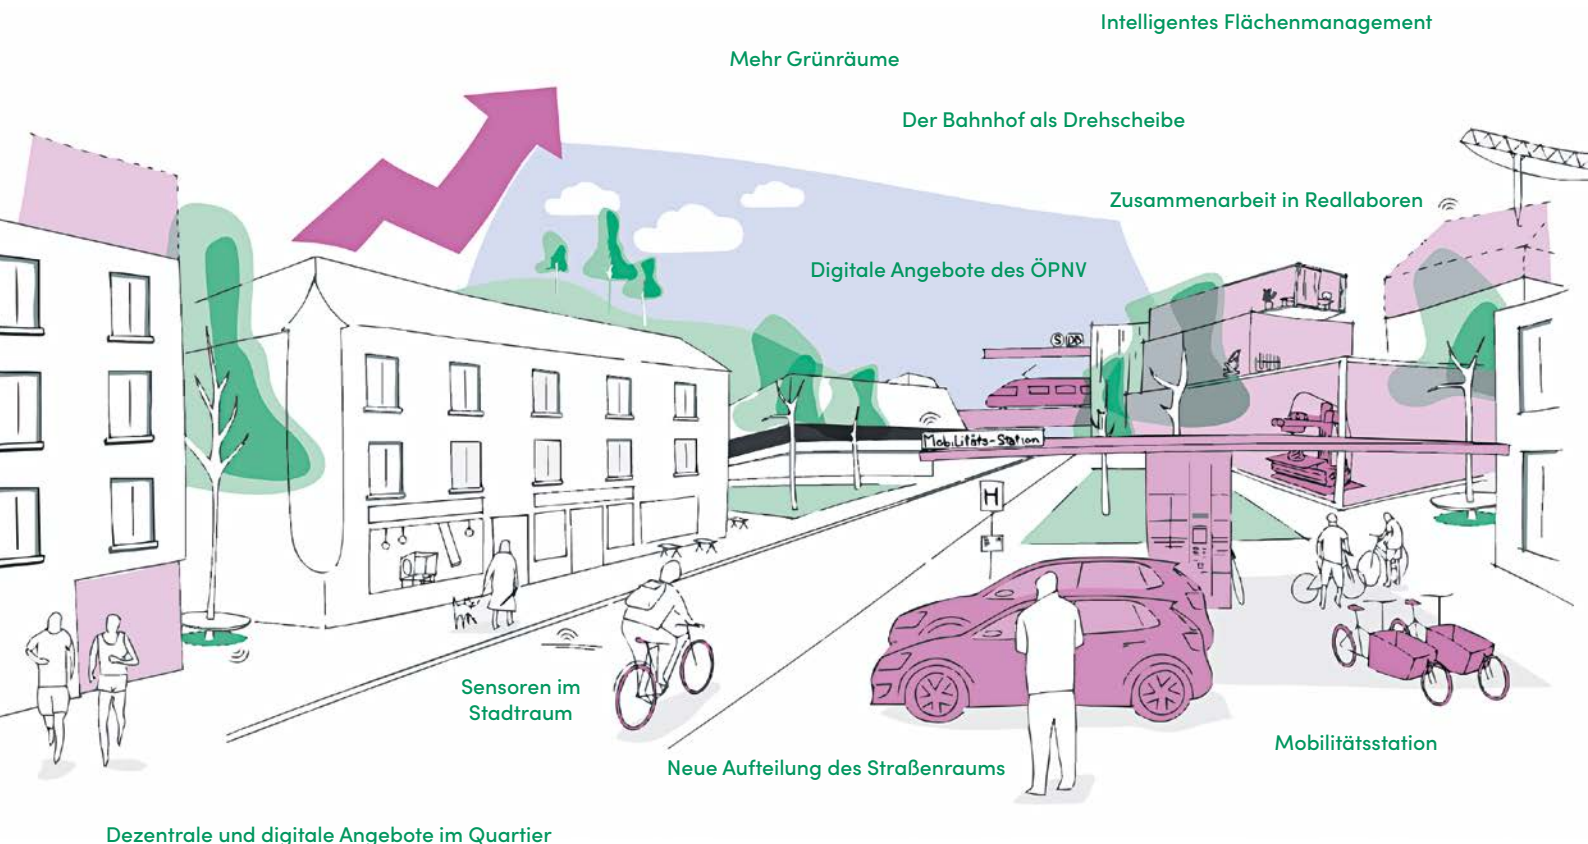 Intelligentes Flächenmanagement
Mehr Grünräume
Der Bahnhof als Drehscheibe
Zusammenarbeit in Reallaboren
Digitale Angebote des ÖPNV
S
Mobilitäts-Station
H
Sensoren im
Stadtraum
Mobilitätsstation
Neue Aufteilung des Straßenraums
Dezentrale und digitale Angebote im Quartier